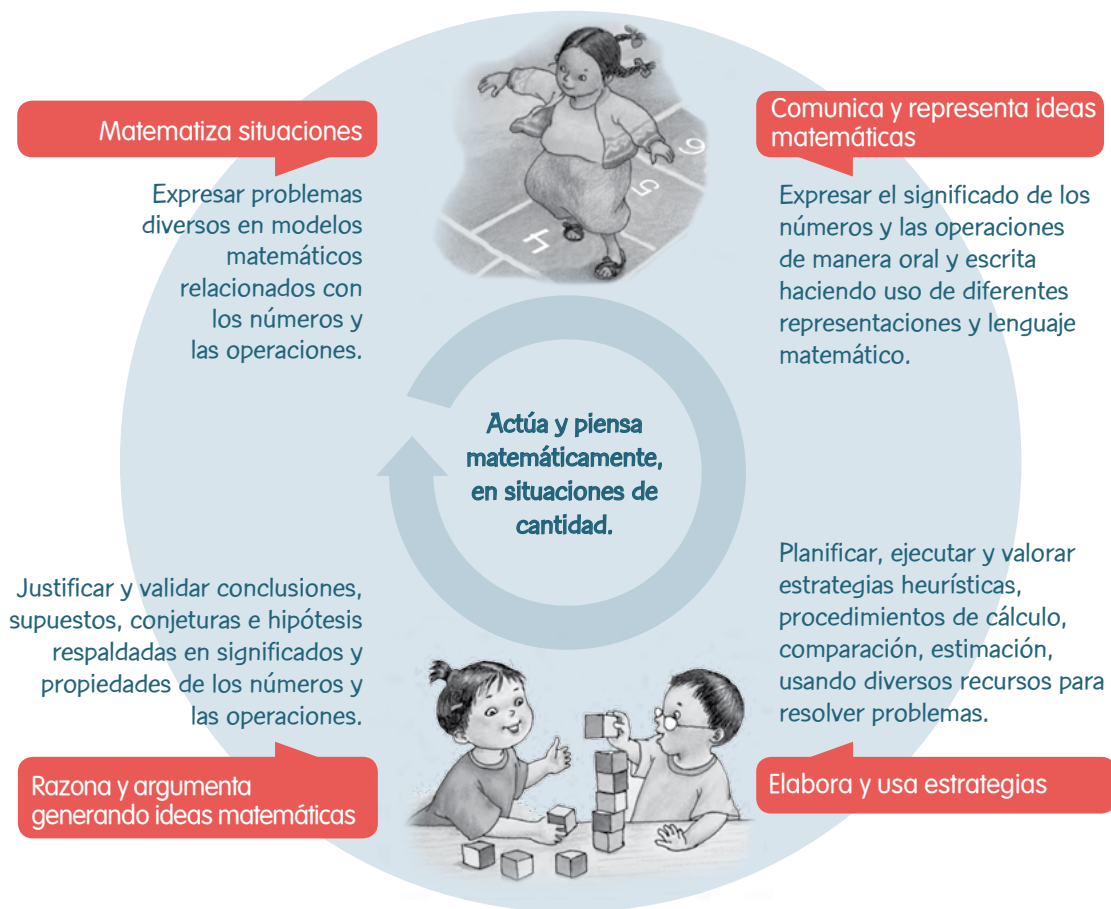 Matematiza situaciones
Expresar problemas
diversos en modelos
matemáticos
relacionados con
los números y
las operaciones.
Comunica y representa ideas
matemáticas
Expresar el significado de los
números y las operaciones
de manera oral y escrita
haciendo uso de diferentes
representaciones y lenguaje
matemático.
6
5
4
Actúa y piensa
matemáticamente,
en situaciones de
cantidad.
Justificar y validar conclusiones,
supuestos, conjeturas e hipótesis
respaldadas en significados y
propiedades de los números y
las operaciones.
Razona y argumenta
generando ideas matemáticas
Planificar, ejecutar y valorar
estrategias heurísticas,
procedimientos de cálculo,
comparación, estimación,
usando diversos recursos para
resolver problemas.
Elabora y usa estrategias